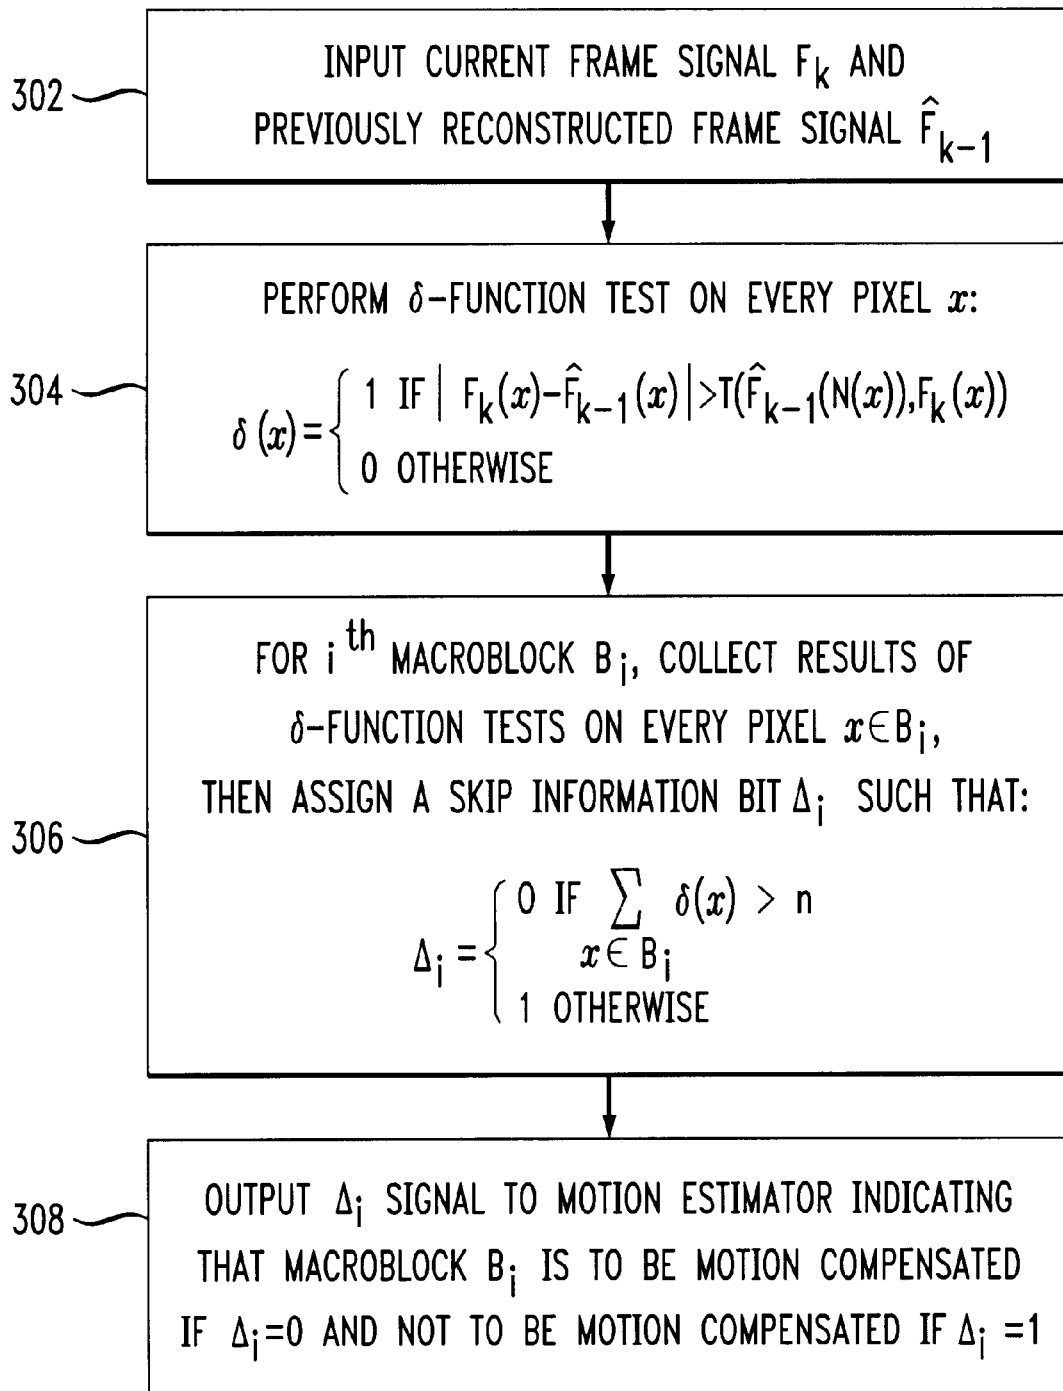 302
INPUT CURRENT FRAME SIGNAL F_k AND
PREVIOUSLY RECONSTRUCTED FRAME SIGNAL F̂_{k-1}
304
PERFORM δ-FUNCTION TEST ON EVERY PIXEL x:
δ(x)= { 1 IF | F_k(x)-F̂_{k-1}(x)|>T(F̂_{k-1}(N(x)),F_k(x))
0 OTHERWISE
306
FOR i^th MACROBLOCK B_i, COLLECT RESULTS OF
δ-FUNCTION TESTS ON EVERY PIXEL x∈B_i,
THEN ASSIGN A SKIP INFORMATION BIT Δ_i SUCH THAT:
Δ_i = { 0 IF Σ δ(x) > n
x∈B_i
1 OTHERWISE
308
OUTPUT Δ_i SIGNAL TO MOTION ESTIMATOR INDICATING
THAT MACROBLOCK B_i IS TO BE MOTION COMPENSATED
IF Δ_i=0 AND NOT TO BE MOTION COMPENSATED IF Δ_i =1